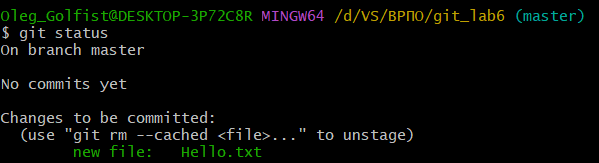 Oleg_Golfist@DESKTOP-3P72C8R MINGW64 /d/VS/ВРПО/git_lab6 (master)
$ git status
On branch master
No commits yet
Changes to be committed:
  (use "git rm --cached <file>..." to unstage)
        new file:   Hello.txt